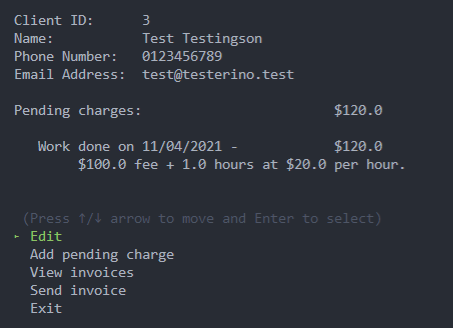 Client ID: 3
Name: Test Testingson
Phone Number: 0123456789
Email Address: test@testerino.test
Pending charges: $120.0
Work done on 11/04/2021 - $120.0
$100.0 fee + 1.0 hours at $20.0 per hour.
(Press ↑/↓ arrow to move and Enter to select)
► Edit
Add pending charge
View invoices
Send invoice
Exit